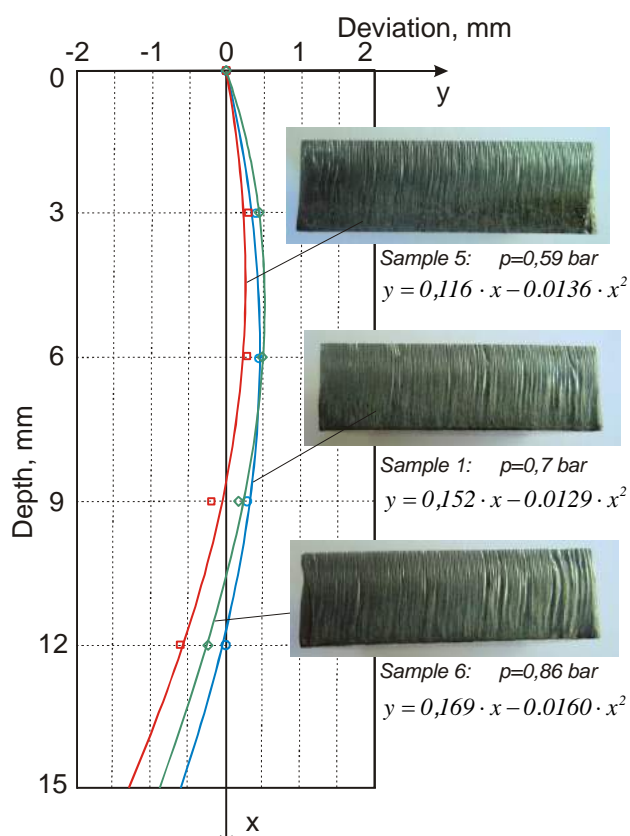 Deviation, mm
-2 -1 0 1 2
0
y
3
Sample 5: p=0,59 bar
y = 0,116 · x – 0.0136 · x²
6
Sample 1: p=0,7 bar
y = 0,152 · x – 0.0129 · x²
Depth, mm
9
12
Sample 6: p=0,86 bar
y = 0,169 · x – 0.0160 · x²
15
x